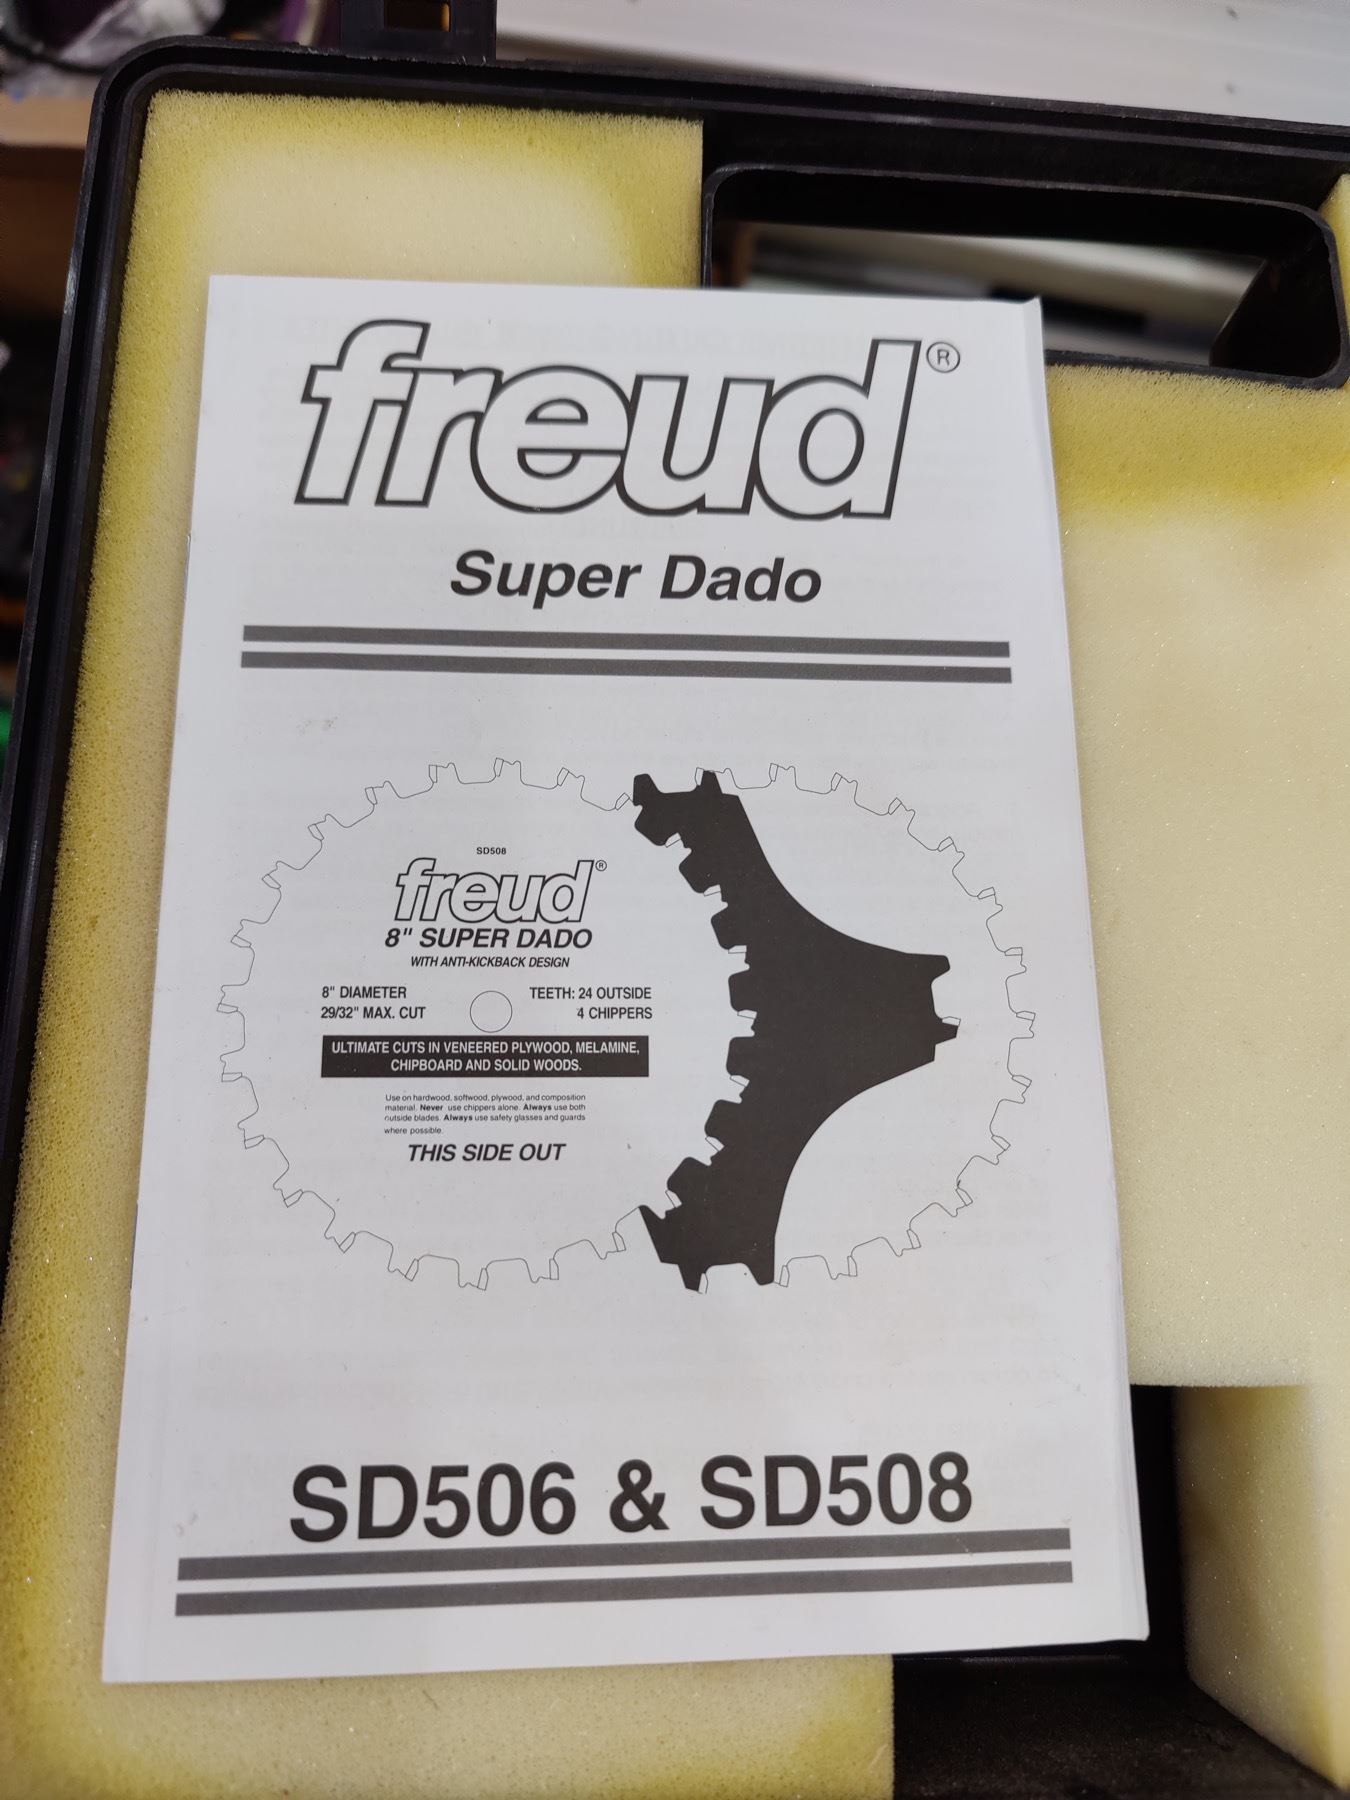 freud®
Super Dado
SD508
freud®
8" SUPER DADO
WITH ANTI-KICKBACK DESIGN
8" DIAMETER
29/32" MAX. CUT
TEETH: 24 OUTSIDE
4 CHIPPERS
ULTIMATE CUTS IN VENEERED PLYWOOD, MELAMINE,
CHIPBOARD AND SOLID WOODS.
Use on hardwood, softwood, plywood, and composition
material. Never use chippers alone. Always use both
outside blades. Always use safety glasses and guards
where possible.
THIS SIDE OUT
SD506 & SD508